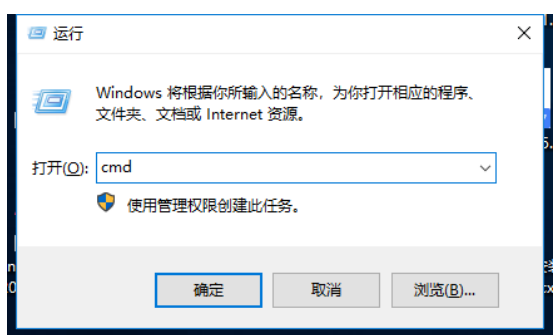 运行
Windows 将根据你所输入的名称，为你打开相应的程序、
文件夹、文档或 Internet 资源。
打开(O): cmd
使用管理权限创建此任务。
确定 取消 浏览(B)...